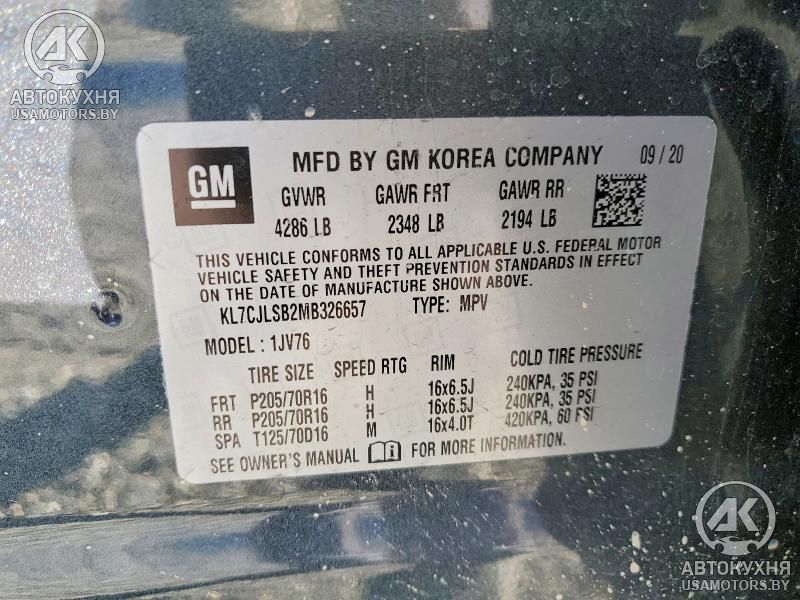 AK
АВТОКУХНЯ
USAMOTORS.BY
GM
MFD BY GM KOREA COMPANY 09 / 20
GVWR GAWR FRT GAWR RR
4286 LB 2348 LB 2194 LB
THIS VEHICLE CONFORMS TO ALL APPLICABLE U.S. FEDERAL MOTOR
VEHICLE SAFETY AND THEFT PREVENTION STANDARDS IN EFFECT
ON THE DATE OF MANUFACTURE SHOWN ABOVE.
KL7CJLSB2MB326657 TYPE: MPV
MODEL : 1JV76
TIRE SIZE SPEED RTG RIM COLD TIRE PRESSURE
FRT P205/70R16 H 16x6.5J 240KPA, 35 PSI
RR P205/70R16 H 16x6.5J 240KPA, 35 PSI
SPA T125/70D16 M 16x4.0T 420KPA, 60 PSI
SEE OWNER'S MANUAL FOR MORE INFORMATION.
AK
АВТОКУХНЯ
USAMOTORS.BY